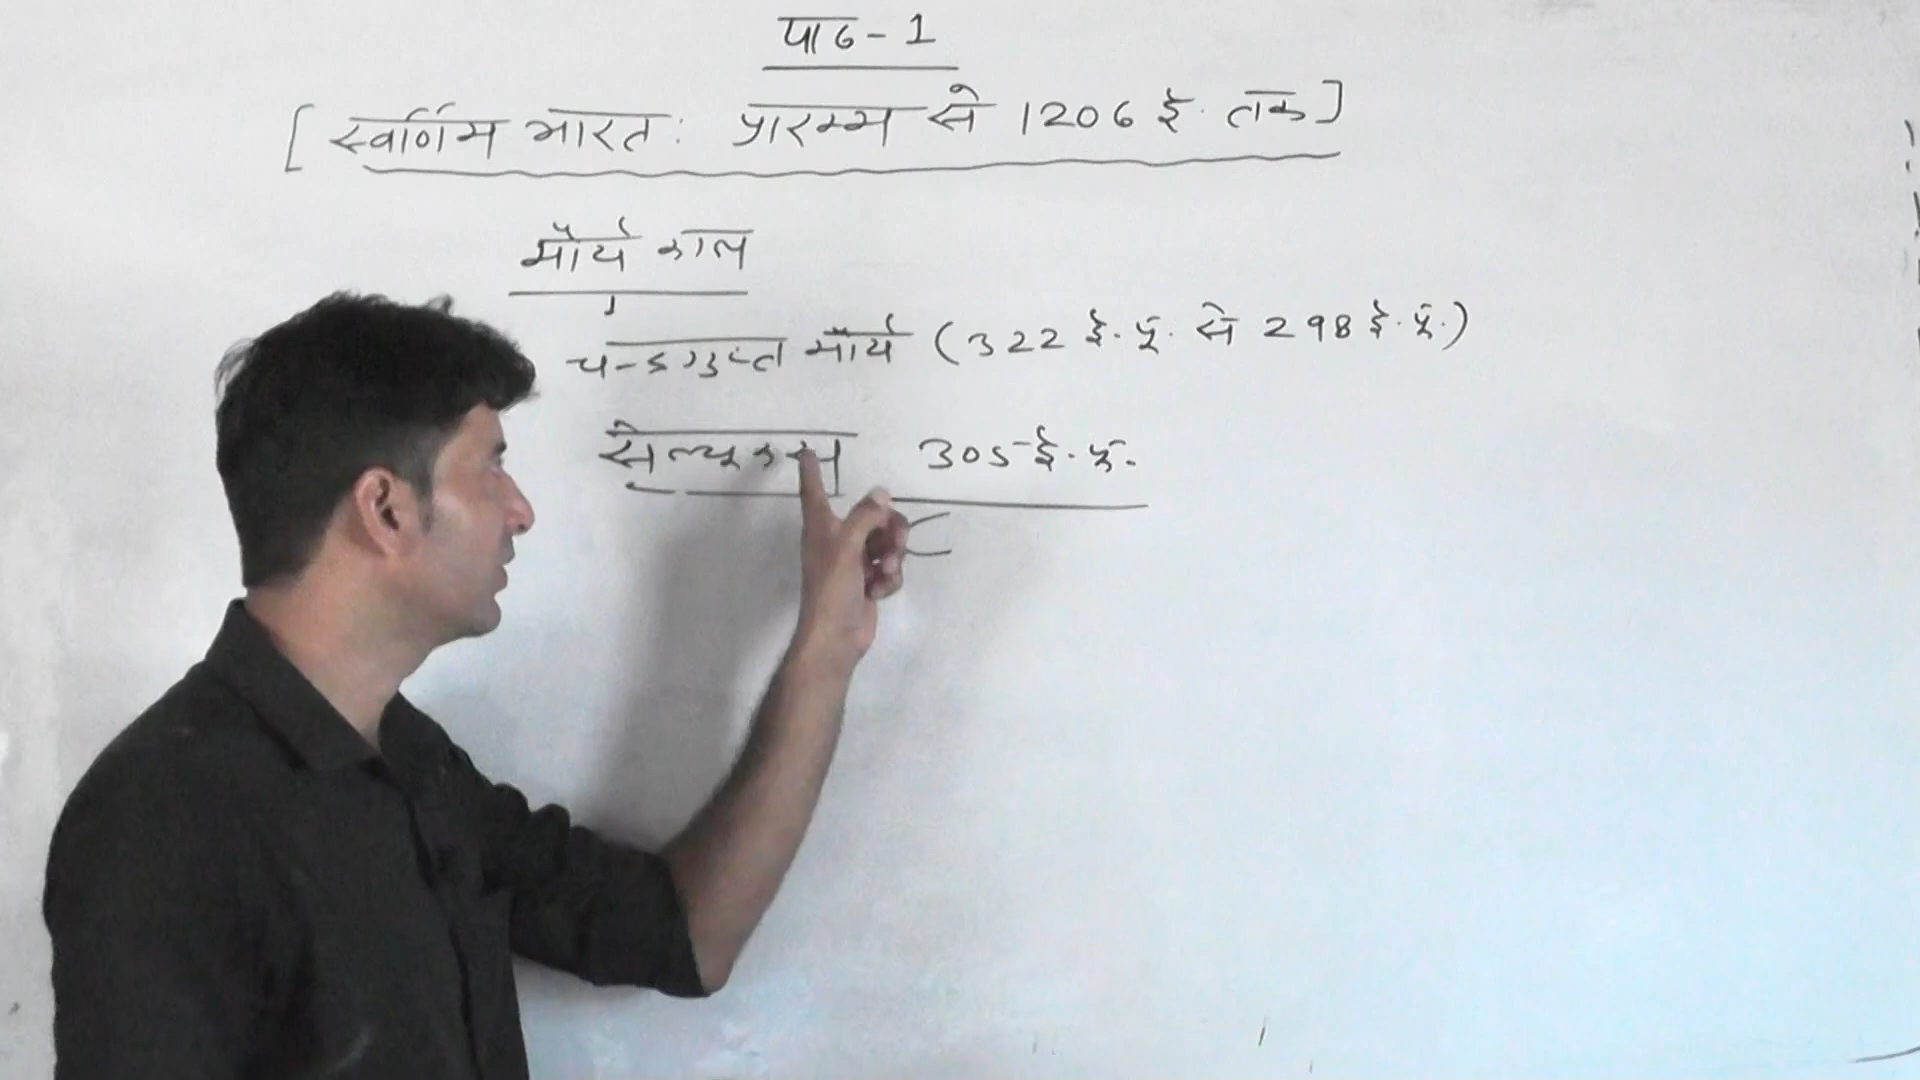 पाठ-1
[स्वर्णिम भारत: प्रारम्भ से 1206 ई. तक]
मौर्य काल
चन्द्रगुप्त मौर्य (322 ई.पू. से 298 ई.पू.)
सेल्यूकस 305 ई.पू.